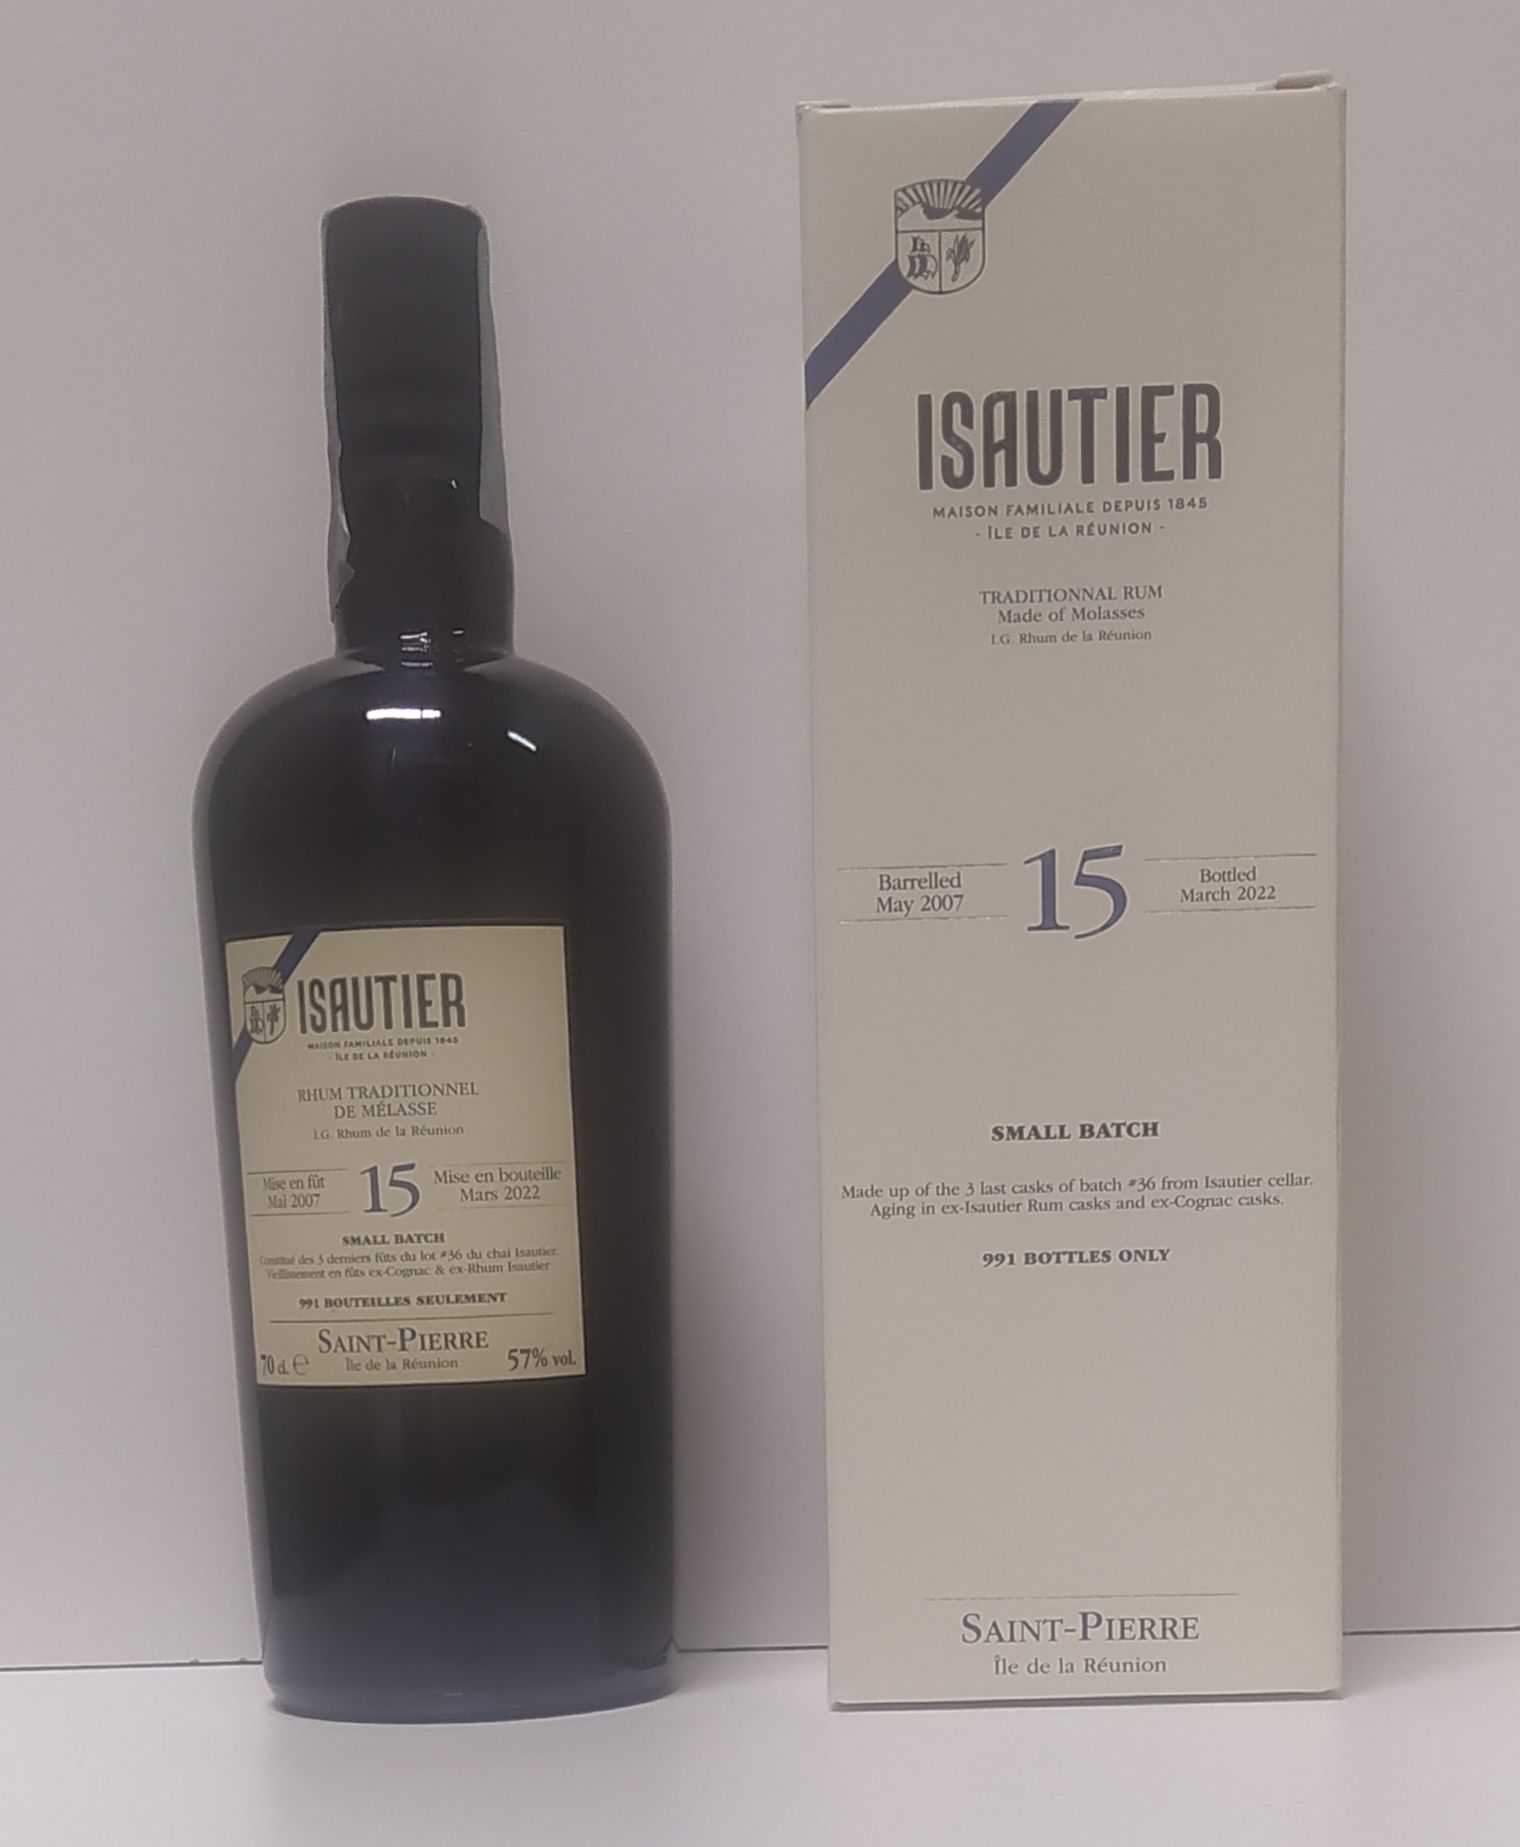 ISAUTIER
MAISON FAMILIALE DEPUIS 1845
- ÎLE DE LA RÉUNION -
RHUM TRADITIONNEL
DE MÉLASSE
I.G. Rhum de la Réunion
Mise en fût
Mai 2007
15
Mise en bouteille
Mars 2022
SMALL BATCH
Constitué des 3 derniers fûts du lot #36 du chai Isautier.
Vieillissement en fûts ex-Cognac & ex-Rhum Isautier
991 BOUTEILLES SEULEMENT
SAINT-PIERRE
Île de la Réunion
70 cl. ℮
57% vol.
ISAUTIER
MAISON FAMILIALE DEPUIS 1845
- ÎLE DE LA RÉUNION -
TRADITIONNAL RUM
Made of Molasses
I.G. Rhum de la Réunion
Barrelled
May 2007
15
Bottled
March 2022
SMALL BATCH
Made up of the 3 last casks of batch #36 from Isautier cellar.
Aging in ex-Isautier Rum casks and ex-Cognac casks.
991 BOTTLES ONLY
SAINT-PIERRE
Île de la Réunion